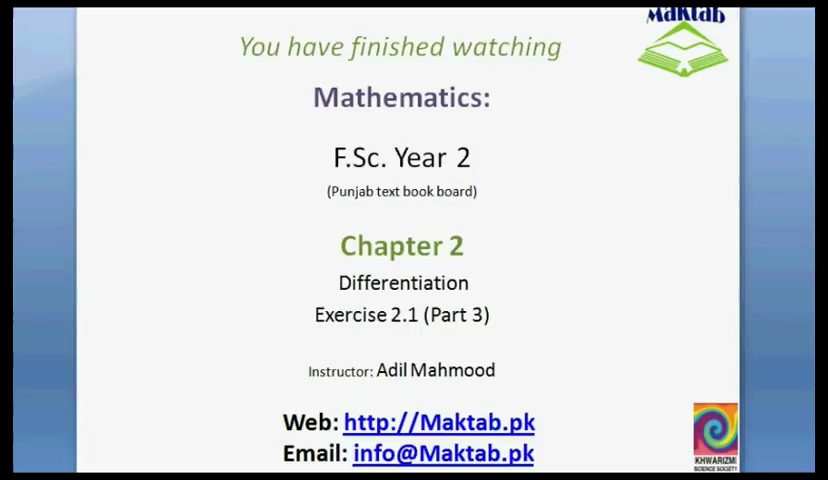 Maktab
You have finished watching
Mathematics:
F.Sc. Year 2
(Punjab text book board)
Chapter 2
Differentiation
Exercise 2.1 (Part 3)
Instructor: Adil Mahmood
Web: http://Maktab.pk
Email: info@Maktab.pk
KHWARIZMI
SCIENCE SOCIETY